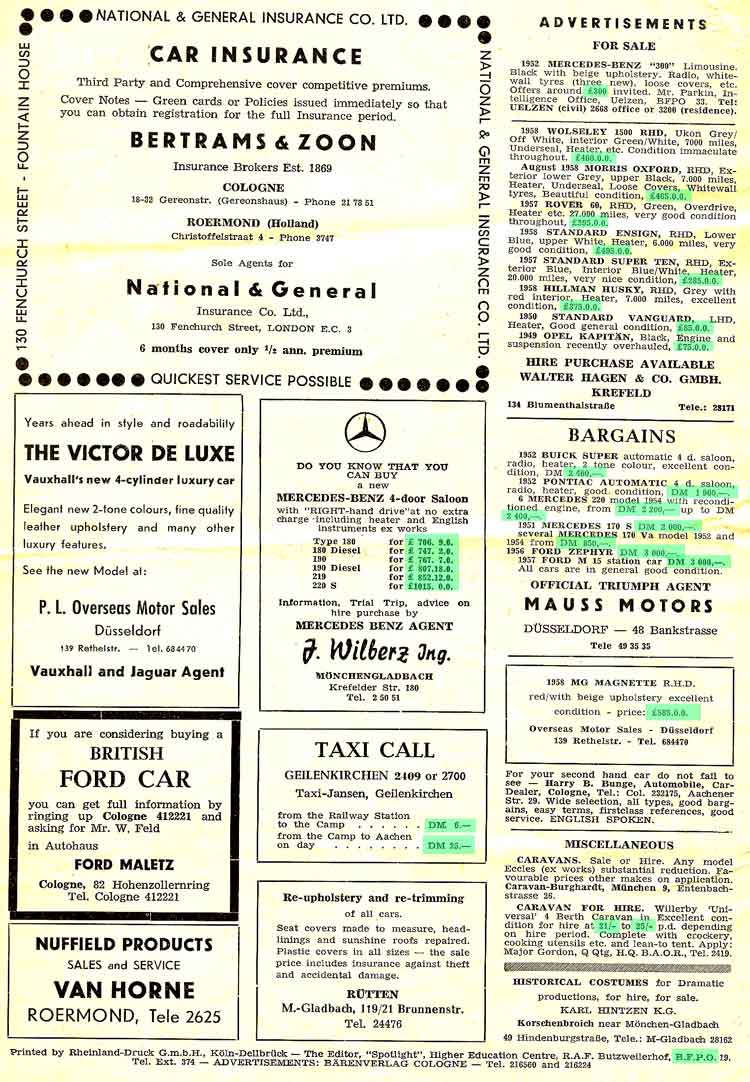 NATIONAL & GENERAL INSURANCE CO. LTD.
130 FENCHURCH STREET - FOUNTAIN HOUSE
NATIONAL & GENERAL INSURANCE CO. LTD.
CAR INSURANCE
Third Party and Comprehensive cover competitive premiums.
Cover Notes — Green cards or Policies issued immediately so that
you can obtain registration for the full Insurance period.
BERTRAMS & ZOON
Insurance Brokers Est. 1869
COLOGNE
18-32 Gereonstr. (Gereonshaus) - Phone 21 78 51
ROERMOND (Holland)
Christoffelstraat 4 - Phone 3747
Sole Agents for
National & General
Insurance Co. Ltd.,
130 Fenchurch Street, LONDON E.C. 3
6 months cover only 1/2 ann. premium
QUICKEST SERVICE POSSIBLE
Years ahead in style and roadability
THE VICTOR DE LUXE
Vauxhall's new 4-cylinder luxury car
Elegant new 2-tone colours, fine quality
leather upholstery and many other
luxury features.
See the new Model at:
P. L. Overseas Motor Sales
Düsseldorf
139 Rethelstr. — Tel. 684470
Vauxhall and Jaguar Agent
If you are considering buying a
BRITISH
FORD CAR
you can get full information by
ringing up Cologne 412221 and
asking for Mr. W. Feld
in Autohaus
FORD MALETZ
Cologne, 82 Hohenzollernring
Tel. Cologne 412221
NUFFIELD PRODUCTS
SALES and SERVICE
VAN HORNE
ROERMOND, Tele 2625
DO YOU KNOW THAT YOU
CAN BUY
a new
MERCEDES-BENZ 4-door Saloon
with "RIGHT-hand drive" at no extra
charge - including heater and English
instruments ex works
Type 180 for £ 706. 9.0.
180 Diesel for £ 747. 2.0.
190 for £ 767. 7.0.
190 Diesel for £ 807.18.0.
219 for £ 852.12.0.
220 S for £1015. 0.0.
Information, Trial Trip, advice on
hire purchase by
MERCEDES BENZ AGENT
J. Wilberz Ing.
MÖNCHENGLADBACH
Krefelder Str. 180
Tel. 2 50 51
TAXI CALL
GEILENKIRCHEN 2409 or 2700
Taxi-Jansen, Geilenkirchen
from the Railway Station
to the Camp . . . . . . DM 6.—
from the Camp to Aachen
on day . . . . . . . . DM 25.—
Re-upholstery and re-trimming
of all cars.
Seat covers made to measure, head-
linings and sunshine roofs repaired.
Plastic covers in all sizes — the sale
price includes insurance against theft
and accidental damage.
RÜTTEN
M.-Gladbach, 119/21 Brunnenstr.
Tel. 24476
ADVERTISEMENTS
FOR SALE
1952 MERCEDES-BENZ "300" Limousine.
Black with beige upholstery. Radio, white-
wall tyres (three new), loose covers, etc.
Offers around £300 invited. Mr. Parkin, In-
telligence Office, Uelzen, BFPO 33. Tel:
UELZEN (civil) 2668 office or 3200 (residence).
1958 WOLSELEY 1500 RHD, Ukon Grey/
Off White, interior Green/White, 7000 miles,
Underseal, Heater, etc. Condition immaculate
throughout. £460.0.0.
August 1958 MORRIS OXFORD, RHD, Ex-
terior lower Grey, upper Black, 7.000 miles,
Heater, Underseal, Loose Covers, Whitewall
tyres, Beautiful condition, £465.0.0.
1957 ROVER 60, RHD, Green, Overdrive,
Heater etc. 27.000 miles, very good condition
throughout, £595.0.0.
1958 STANDARD ENSIGN, RHD, Lower
Blue, upper White, Heater, 6.000 miles, very
good condition, £495.0.0.
1957 STANDARD SUPER TEN, RHD, Ex-
terior Blue, Interior Blue/White, Heater,
20.000 miles, very nice condition, £285.0.0.
1958 HILLMAN HUSKY, RHD, Grey with
red interior, Heater, 7.000 miles, excellent
condition, £375.0.0.
1950 STANDARD VANGUARD, LHD,
Heater, Good general condition, £85.0.0.
1949 OPEL KAPITÄN, Black, Engine and
suspension recently overhauled, £75.0.0.
HIRE PURCHASE AVAILABLE
WALTER HAGEN & CO. GMBH.
KREFELD
134 Blumenthalstraße Tele.: 28171
BARGAINS
1952 BUICK SUPER automatic 4 d. saloon,
radio, heater, 2 tone colour, excellent con-
dition, DM 2 400,—.
1952 PONTIAC AUTOMATIC 4 d. saloon,
radio, heater, good condition, DM 1 900,—.
6 MERCEDES 220 model 1954 with recondi-
tioned engine, from DM 2 200,— up to DM
2 400,—.
1951 MERCEDES 170 S DM 2 000,—.
several MERCEDES 170 Va model 1952 and
1954 from DM 850,—.
1956 FORD ZEPHYR DM 3 000,—.
1957 FORD M 15 station car DM 3 000,—.
All cars are in general good condition.
OFFICIAL TRIUMPH AGENT
MAUSS MOTORS
DÜSSELDORF — 48 Bankstrasse
Tele 49 35 35
1958 MG MAGNETTE R.H.D.
red/with beige upholstery excellent
condition - price: £585.0.0.
Overseas Motor Sales - Düsseldorf
139 Rethelstr. - Tel. 684470
For your second hand car do not fail to
see — Harry B. Bunge, Automobile, Car-
Dealer, Cologne, Tel.: Col. 232175, Aachener
Str. 29. Wide selection, all types, good barg-
ains, easy terms, firstclass references, good
service. ENGLISH SPOKEN.
MISCELLANEOUS
CARAVANS. Sale or Hire. Any model
Eccles (ex works) substantial reduction. Fa-
vourable prices other makes on application.
Caravan-Burghardt, München 9, Entenbach-
strasse 26.
CARAVAN FOR HIRE. Willerby 'Uni-
versal' 4 Berth Caravan in Excellent con-
dition for hire at 21/- to 25/- p.d. depending
on hire period. Complete with crockery,
cooking utensils etc. and lean-to tent. Apply:
Major Gordon, Q Qtg, H.Q. B.A.O.R., Tel. 2419.
HISTORICAL COSTUMES for Dramatic
productions, for hire, for sale.
KARL HINTZEN K.G.
Korschenbroich near Mönchen-Gladbach
49 Hindenburgstraße, Tele.: M-Gladbach 28162
Printed by Rheinland-Druck G.m.b.H., Köln-Dellbrück — The Editor, "Spotlight", Higher Education Centre, R.A.F. Butzweilerhof, B.F.P.O. 19.
Tel. Ext. 374 — ADVERTISEMENTS: BÄRENVERLAG COLOGNE — Tel. 216560 and 216224